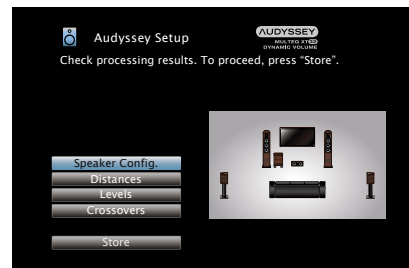 Audyssey Setup
AUDYSSEY
MULTEQ XT32
DYNAMIC VOLUME
Check processing results. To proceed, press “Store”.
Speaker Config.
Distances
Levels
Crossovers
Store